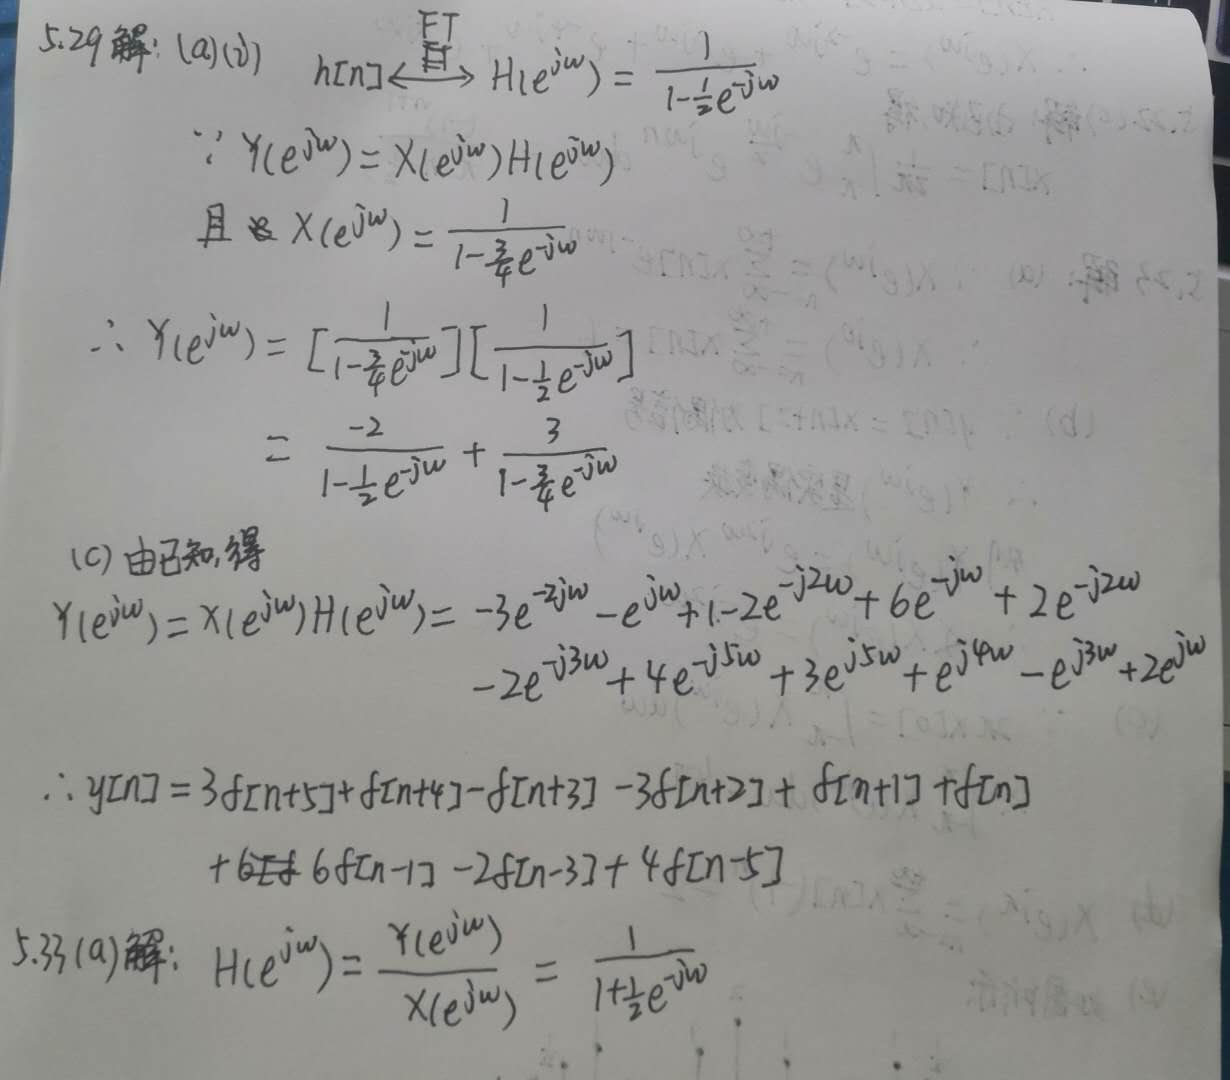 5.29解: (a)(i) h[n] ←FT→ H(e^{jω}) = 1/(1-½e^{-jω})
∵ Y(e^{jω}) = X(e^{jω})H(e^{jω})
且 X(e^{jω}) = 1/(1-¾e^{-jω})
∴ Y(e^{jω}) = [1/(1-¾e^{-jω})][1/(1-½e^{-jω})]
= -2/(1-½e^{-jω}) + 3/(1-¾e^{-jω})
(c) 由已知,得
Y(e^{jω}) = X(e^{jω})H(e^{jω}) = -3e^{-2jω} - e^{jω} + 1 - 2e^{-j2ω} + 6e^{-jω} + 2e^{-j2ω}
-2e^{-j3ω} + 4e^{-j5ω} + 3e^{j5ω} + e^{j4ω} - e^{j3ω} + 2e^{jω}
∴ y[n] = 3δ[n+5] + δ[n+4] - δ[n+3] - 3δ[n+2] + δ[n+1] + δ[n]
+ 6δ[n-1] - 2δ[n-3] + 4δ[n-5]
5.33(a)解: H(e^{jω}) = Y(e^{jω})/X(e^{jω}) = 1/(1+½e^{-jω})